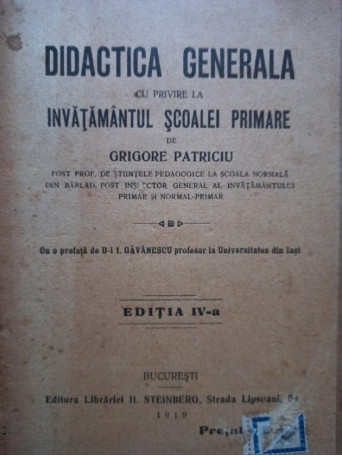 DIDACTICA GENERALA
CU PRIVIRE LA
INVĂȚĂMÂNTUL ȘCOALEI PRIMARE
DE
GRIGORE PATRICIU
FOST PROF. DE ȘTIINȚELE PEDAGOGICE LA ȘCOALA NORMALĂ
DIN BÂRLAD, FOST INSPECTOR GENERAL AL INVĂȚĂMÂNTULUI
PRIMAR ȘI NORMAL-PRIMAR
Cu o prefață de D-l I. GĂVĂNESCU profesor la Universitatea din Iași
EDIȚIA IV-a
BUCUREȘTI
Editura Librăriei H. STEINBERG, Strada Lipscani,
1919
Prețul